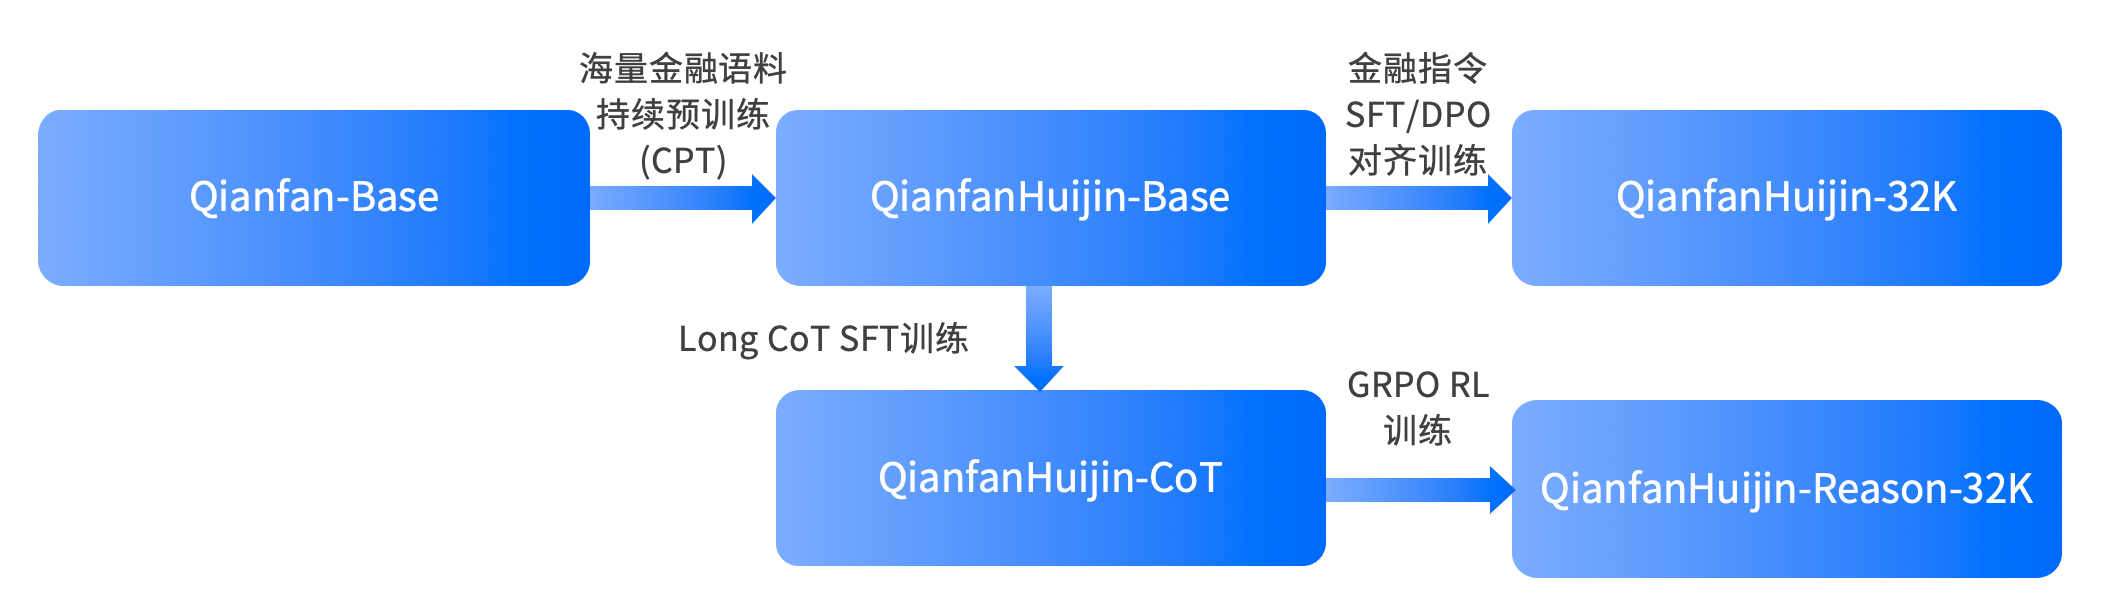 海量金融语料
持续预训练
(CPT)
金融指令
SFT/DPO
对齐训练
Qianfan-Base
QianfanHuijin-Base
QianfanHuijin-32K
Long CoT SFT训练
GRPO RL
训练
QianfanHuijin-CoT
QianfanHuijin-Reason-32K